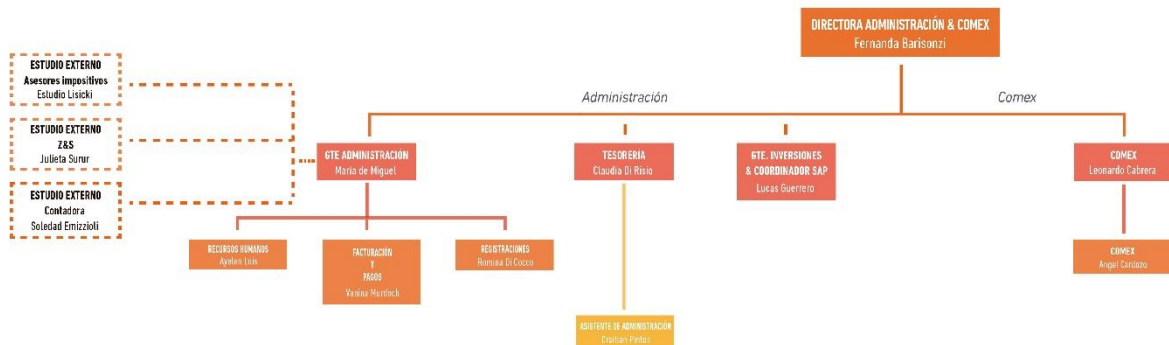 DIRECTORA ADMINISTRACIÓN & COMEX
Fernanda Barisonzi
ESTUDIO EXTERNO
Asesores impositivos
Estudio Lisicki
Administración
Comex
ESTUDIO EXTERNO
Z&S
Julieta Surur
GTE ADMINISTRACIÓN
Maria de Miguel
TESORERÍA
Claudia Di Risio
GTE. INVERSIONES
& COORDINADOR SAP
Lucas Guerrero
COMEX
Leonardo Cabrera
ESTUDIO EXTERNO
Contadora
Soledad Emizzioli
RECURSOS HUMANOS
Ayelen Lois
FACTURACIÓN
Y
PAGOS
Vanina Murdoch
REGISTRACIONES
Romina Di Cocco
COMEX
Angel Cardozo
ASISTENTE DE ADMINISTRACIÓN
Cristian Pintos